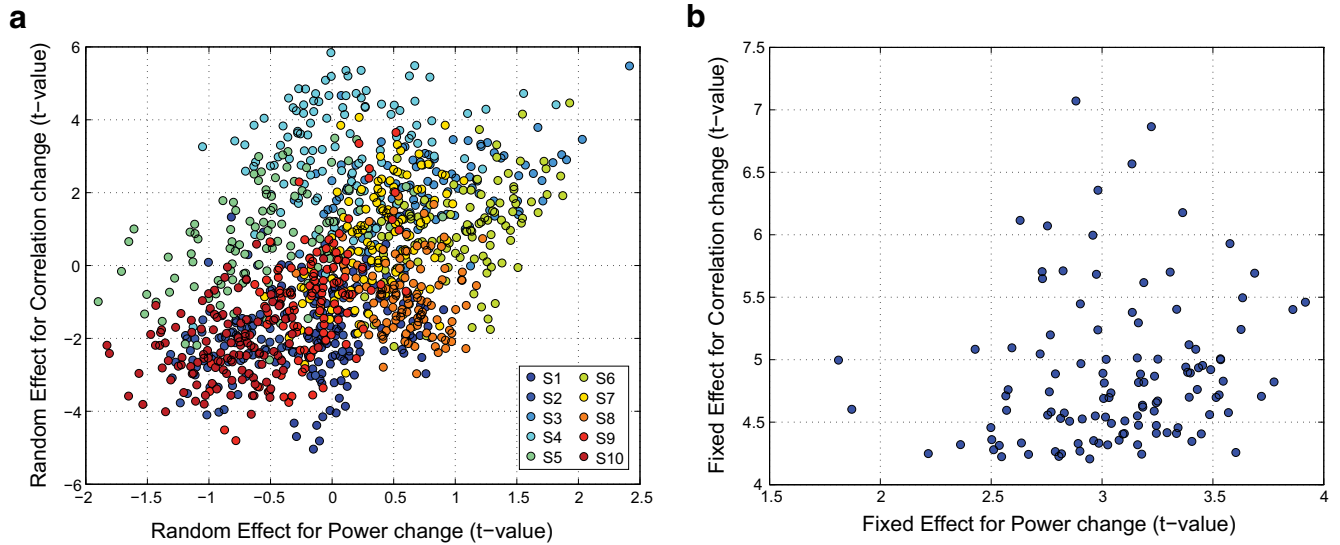 a
Random Effect for Correlation change (t−value)
6
4
2
0
−2
−4
−6
−2
−1.5
−1
−0.5
0
0.5
1
1.5
2
2.5
Random Effect for Power change (t−value)
S1
S2
S3
S4
S5
S6
S7
S8
S9
S10
b
Fixed Effect for Correlation change (t−value)
7.5
7
6.5
6
5.5
5
4.5
4
1.5
2
2.5
3
3.5
4
Fixed Effect for Power change (t−value)